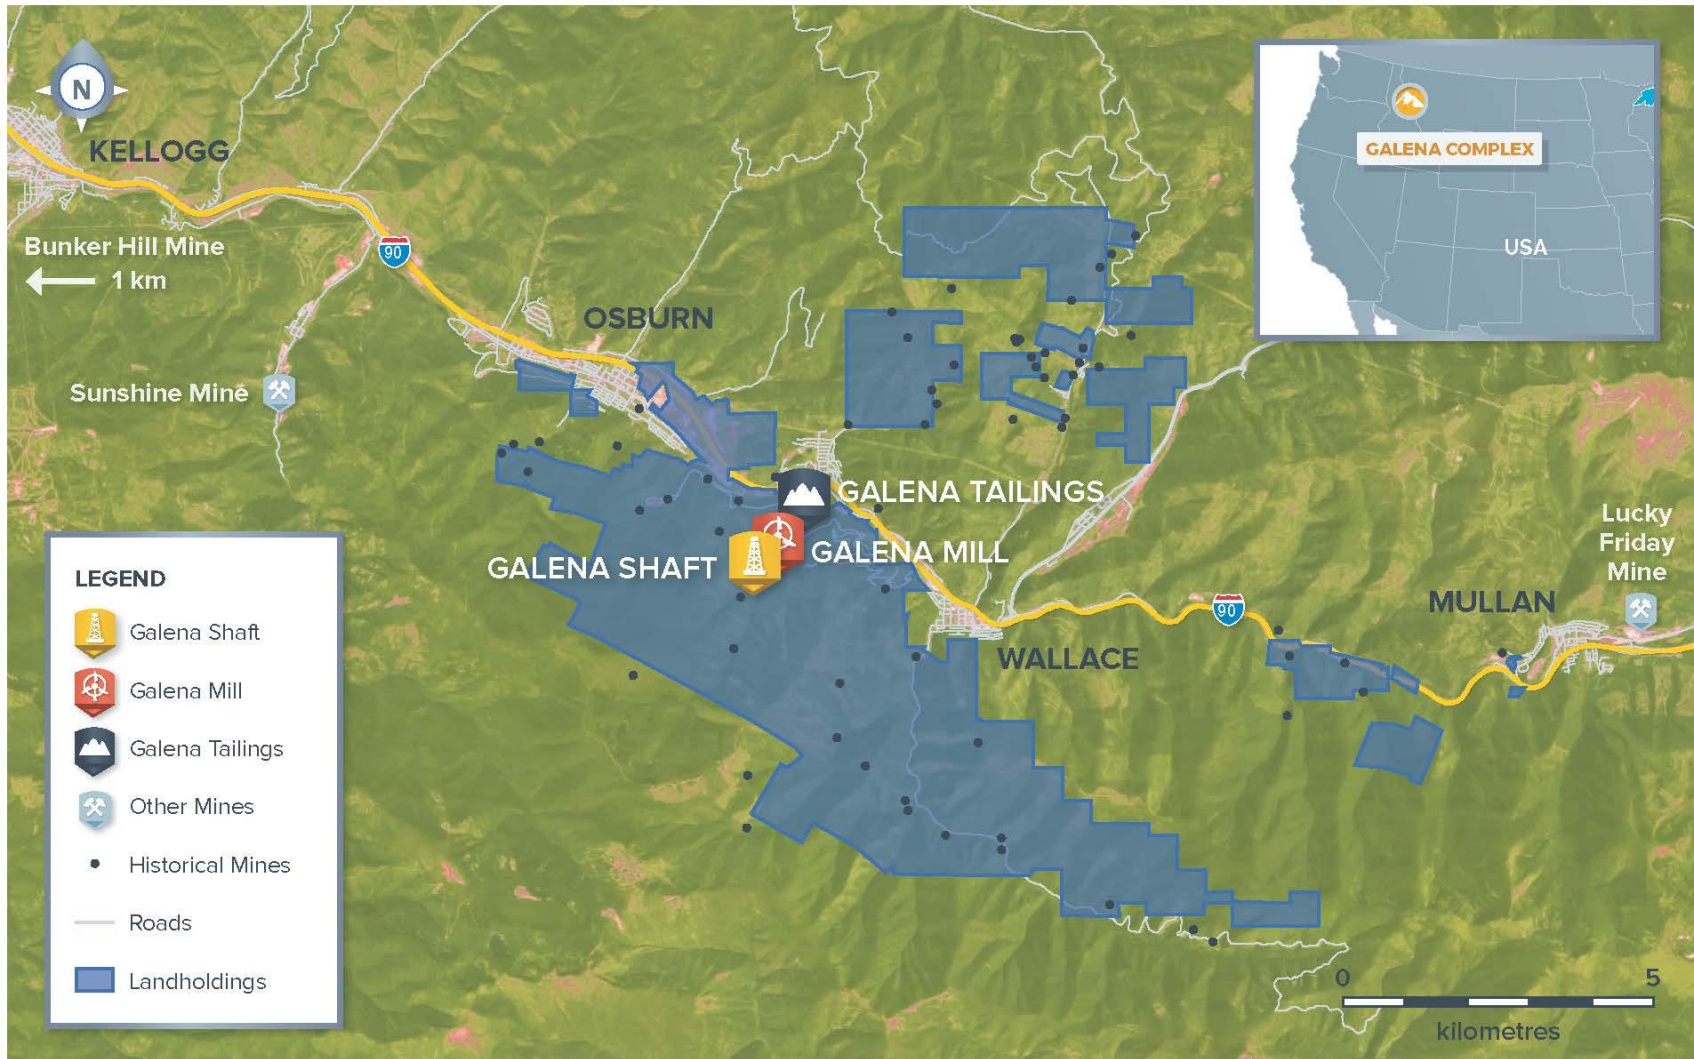 N
KELLOGG
Bunker Hill Mine
1 km
90
OSBURN
Sunshine Mine
GALENA COMPLEX
USA
GALENA TAILINGS
GALENA MILL
GALENA SHAFT
Lucky
Friday
Mine
MULLAN
90
WALLACE
LEGEND
Galena Shaft
Galena Mill
Galena Tailings
Other Mines
Historical Mines
Roads
Landholdings
0 5
kilometres